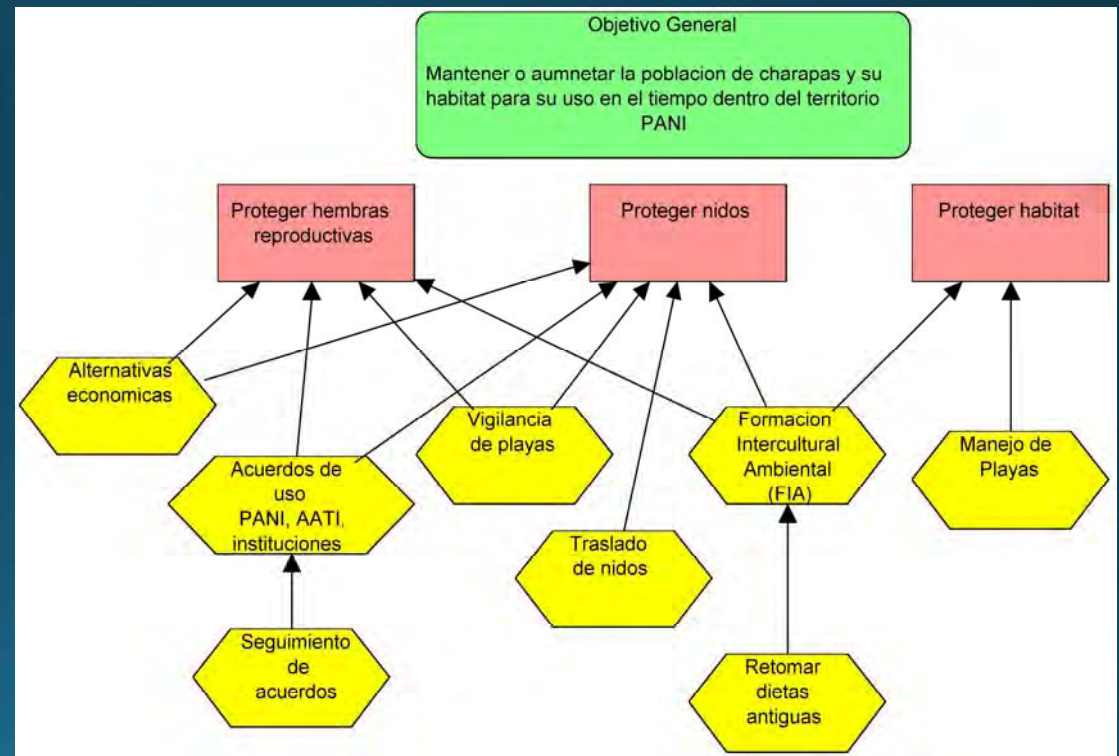 Objetivo General
Mantener o aumnetar la poblacion de charapas y su
habitat para su uso en el tiempo dentro del territorio
PANI
Proteger hembras
reproductivas
Proteger nidos
Proteger habitat
Alternativas
economicas
Acuerdos de
uso
PANI, AATI,
instituciones
Vigilancia
de playas
Formacion
Intercultural
Ambiental
(FIA)
Manejo de
Playas
Traslado
de nidos
Seguimiento
de
acuerdos
Retomar
dietas
antiguas